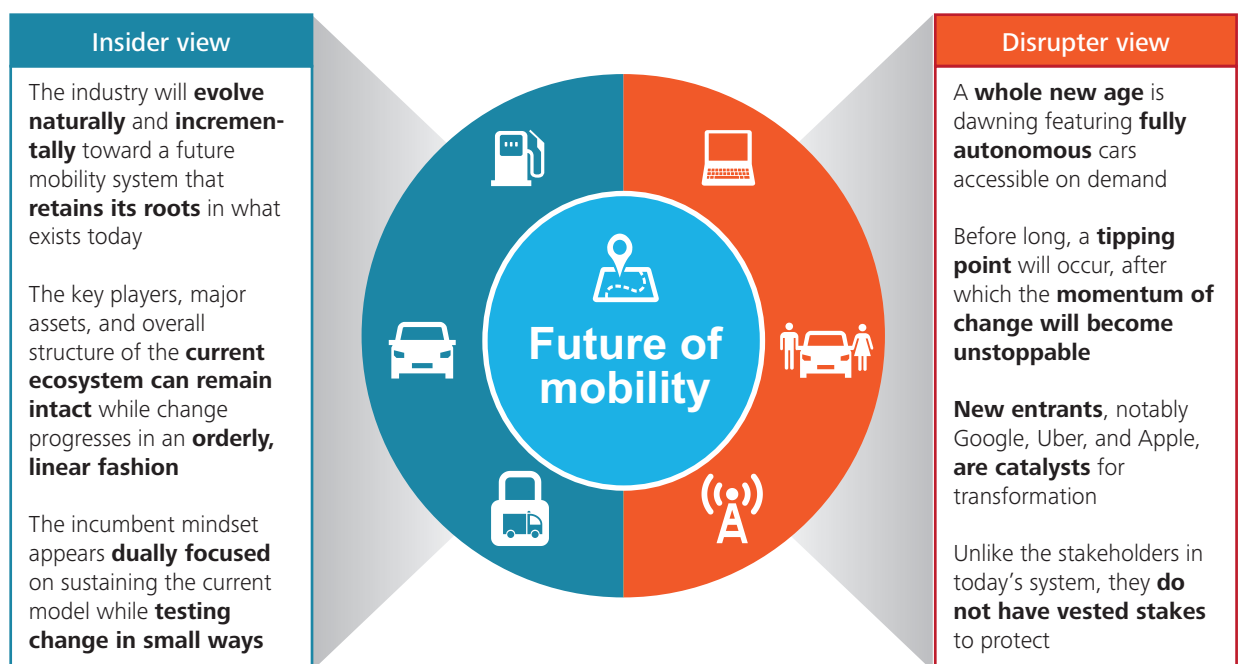 Insider view
The industry will evolve
naturally and incremen-
tally toward a future
mobility system that
retains its roots in what
exists today
The key players, major
assets, and overall
structure of the current
ecosystem can remain
intact while change
progresses in an orderly,
linear fashion
The incumbent mindset
appears dually focused
on sustaining the current
model while testing
change in small ways
Future of
mobility
Disrupter view
A whole new age is
dawning featuring fully
autonomous cars
accessible on demand
Before long, a tipping
point will occur, after
which the momentum of
change will become
unstoppable
New entrants, notably
Google, Uber, and Apple,
are catalysts for
transformation
Unlike the stakeholders in
today’s system, they do
not have vested stakes
to protect